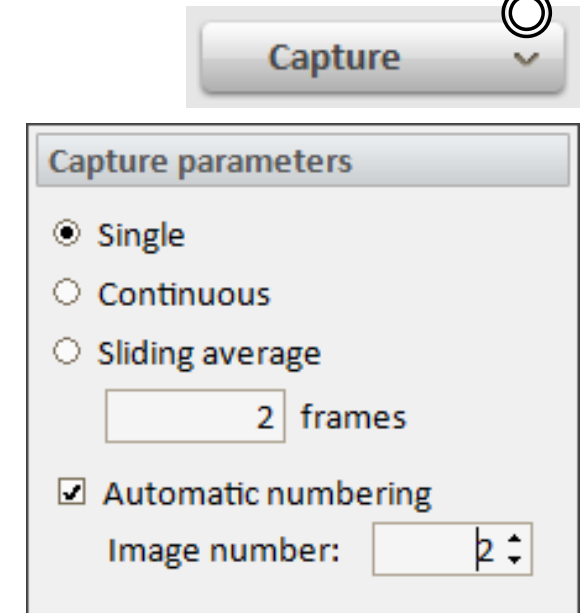 Capture
Capture parameters
Single
Continuous
Sliding average
2 frames
Automatic numbering
Image number: 2